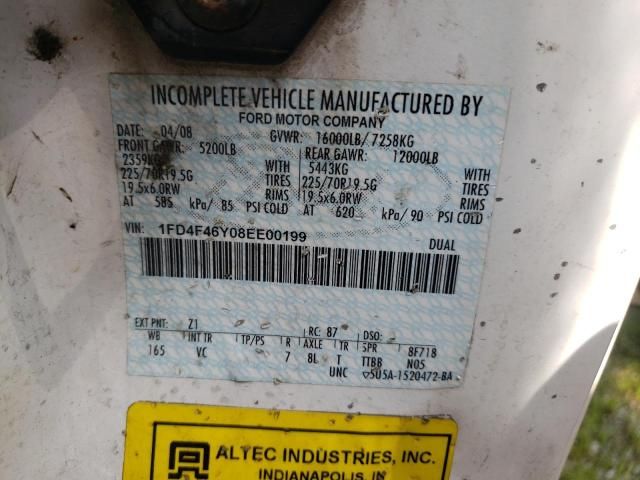 INCOMPLETE VEHICLE MANUFACTURED BY
FORD MOTOR COMPANY
DATE: 04/08 GVWR: 16000LB/ 7258KG
FRONT GAWR: 5200LB REAR GAWR: 12000LB
2359KG WITH 5443KG WITH
225/70R19.5G TIRES 225/70R19.5G TIRES
19.5x6.0RW RIMS 19.5x6.0RW RIMS
AT 585 kPa/ 85 PSI COLD AT 620 kPa/ 90 PSI COLD
VIN: 1FD4F46Y08EE00199 DUAL
EXT PNT: Z1 RC: 87 DSO:
WB INT TR TP/PS R AXLE TR SPR 8F718
165 VC 7 8L T TTBB N05
UNC ▽5U5A-1520472-BA
ALTEC INDUSTRIES, INC.
INDIANAPOLIS, IN